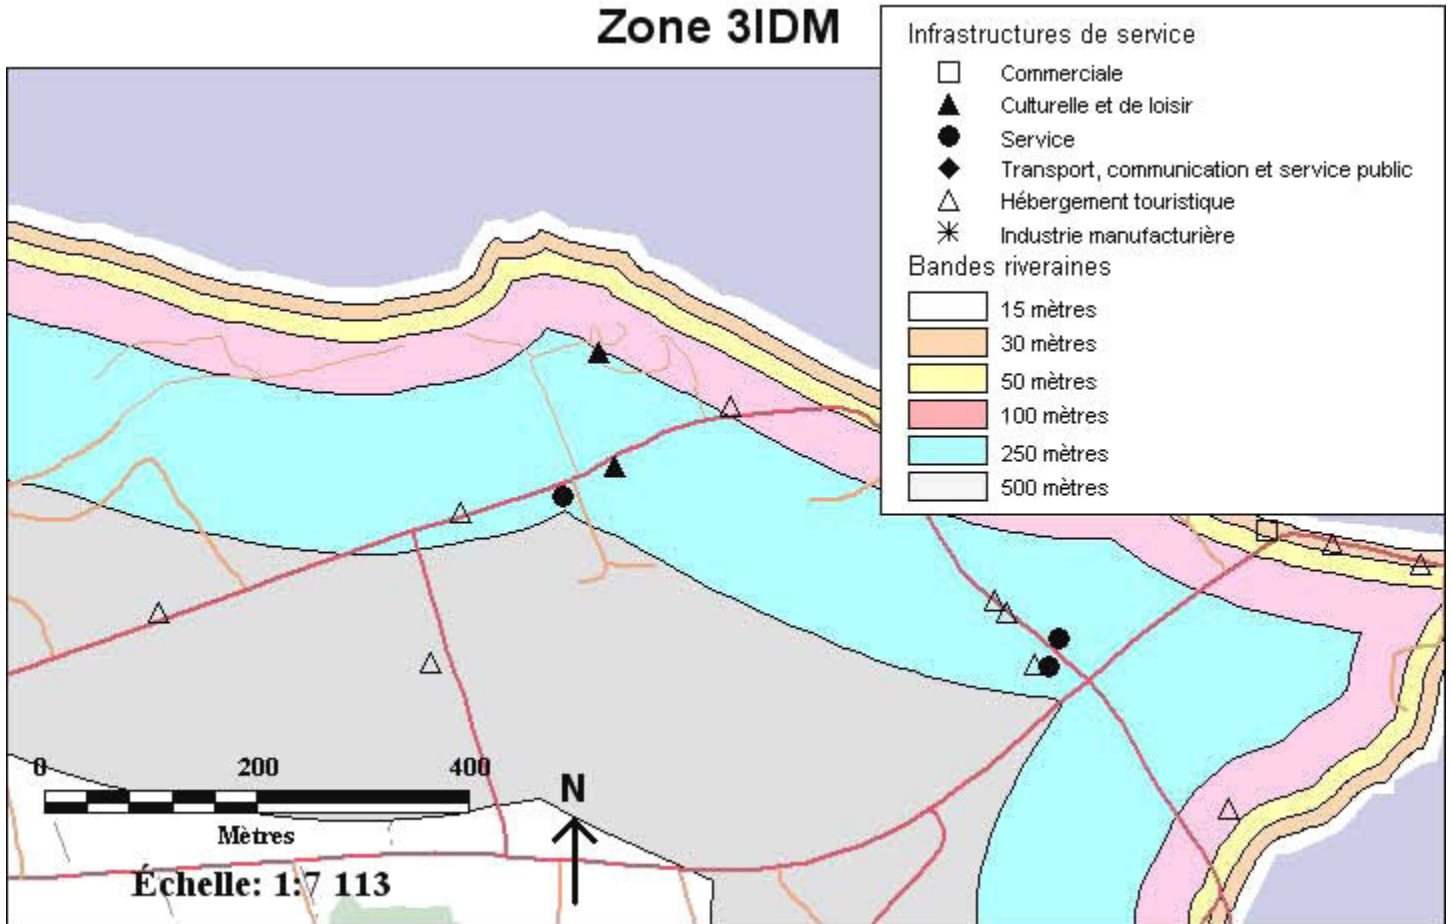 Zone 3IDM
Infrastructures de service
Commerciale
Culturelle et de loisir
Service
Transport, communication et service public
Hébergement touristique
Industrie manufacturière
Bandes riveraines
15 mètres
30 mètres
50 mètres
100 mètres
250 mètres
500 mètres
0 200 400
Mètres
Échelle: 1:7 113
N